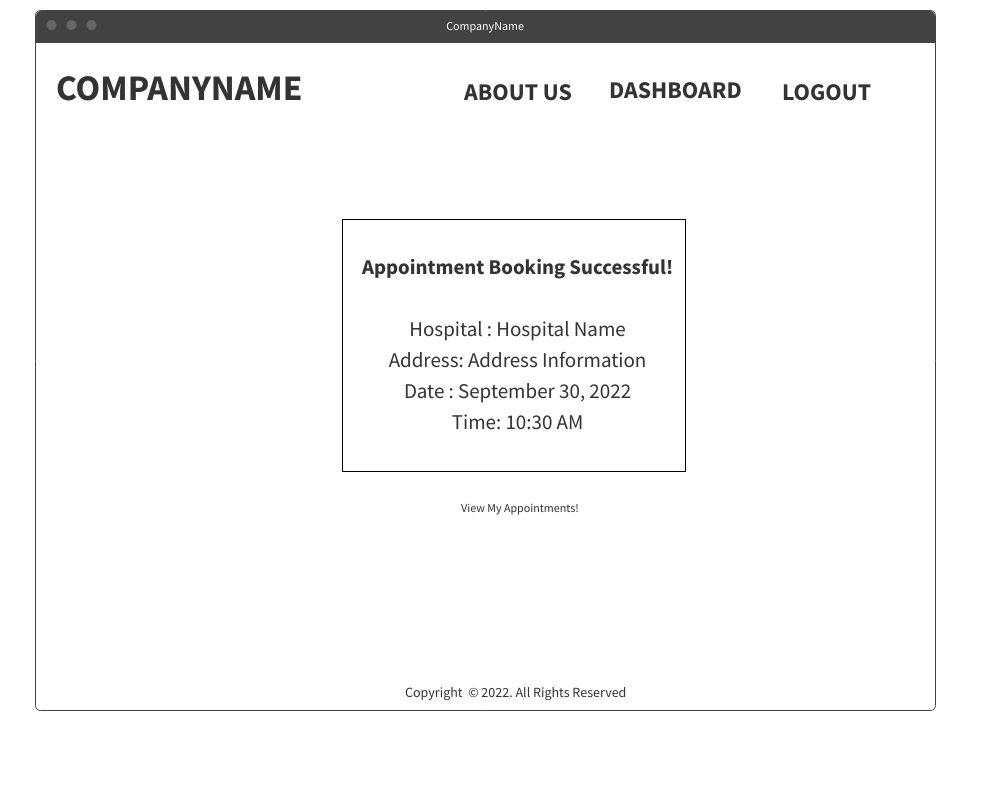 CompanyName
COMPANYNAME
ABOUT US DASHBOARD LOGOUT
Appointment Booking Successful!
Hospital : Hospital Name
Address: Address Information
Date : September 30, 2022
Time: 10:30 AM
View My Appointments!
Copyright © 2022. All Rights Reserved